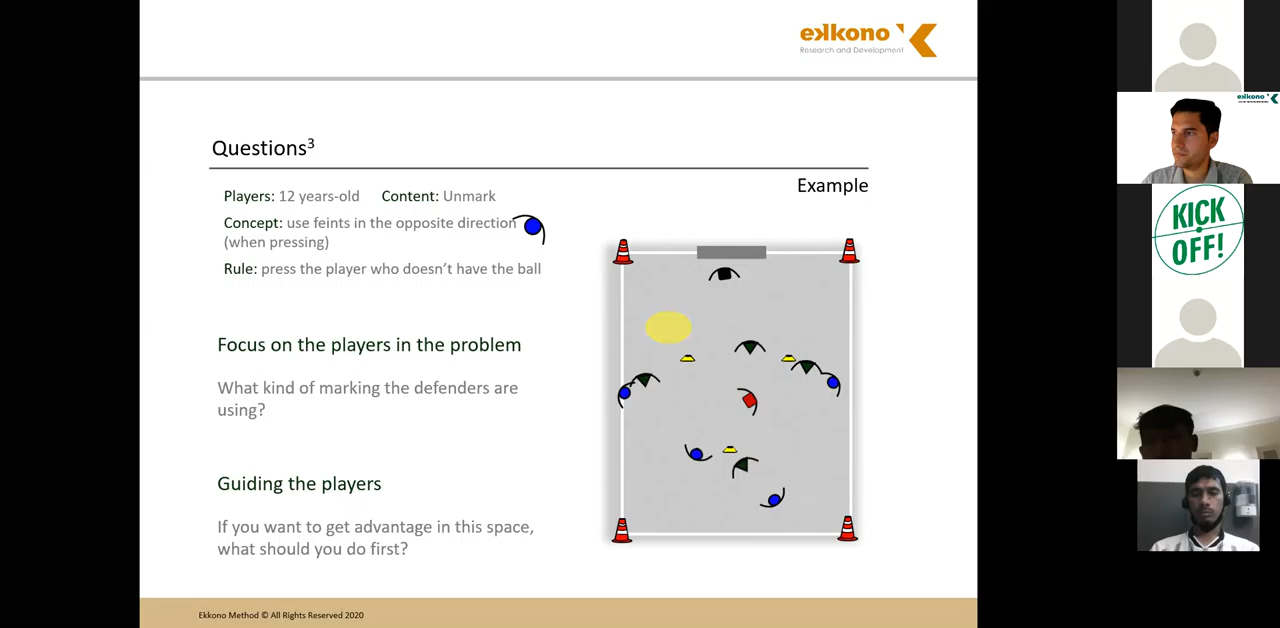 ekkono
Research and Development
Questions3
Example
Players: 12 years-old Content: Unmark
Concept: use feints in the opposite direction
(when pressing)
Rule: press the player who doesn't have the ball
Focus on the players in the problem
What kind of marking the defenders are
using?
Guiding the players
If you want to get advantage in this space,
what should you do first?
Ekkono Method © All Rights Reserved 2020
ekkono
KICK
OFF!